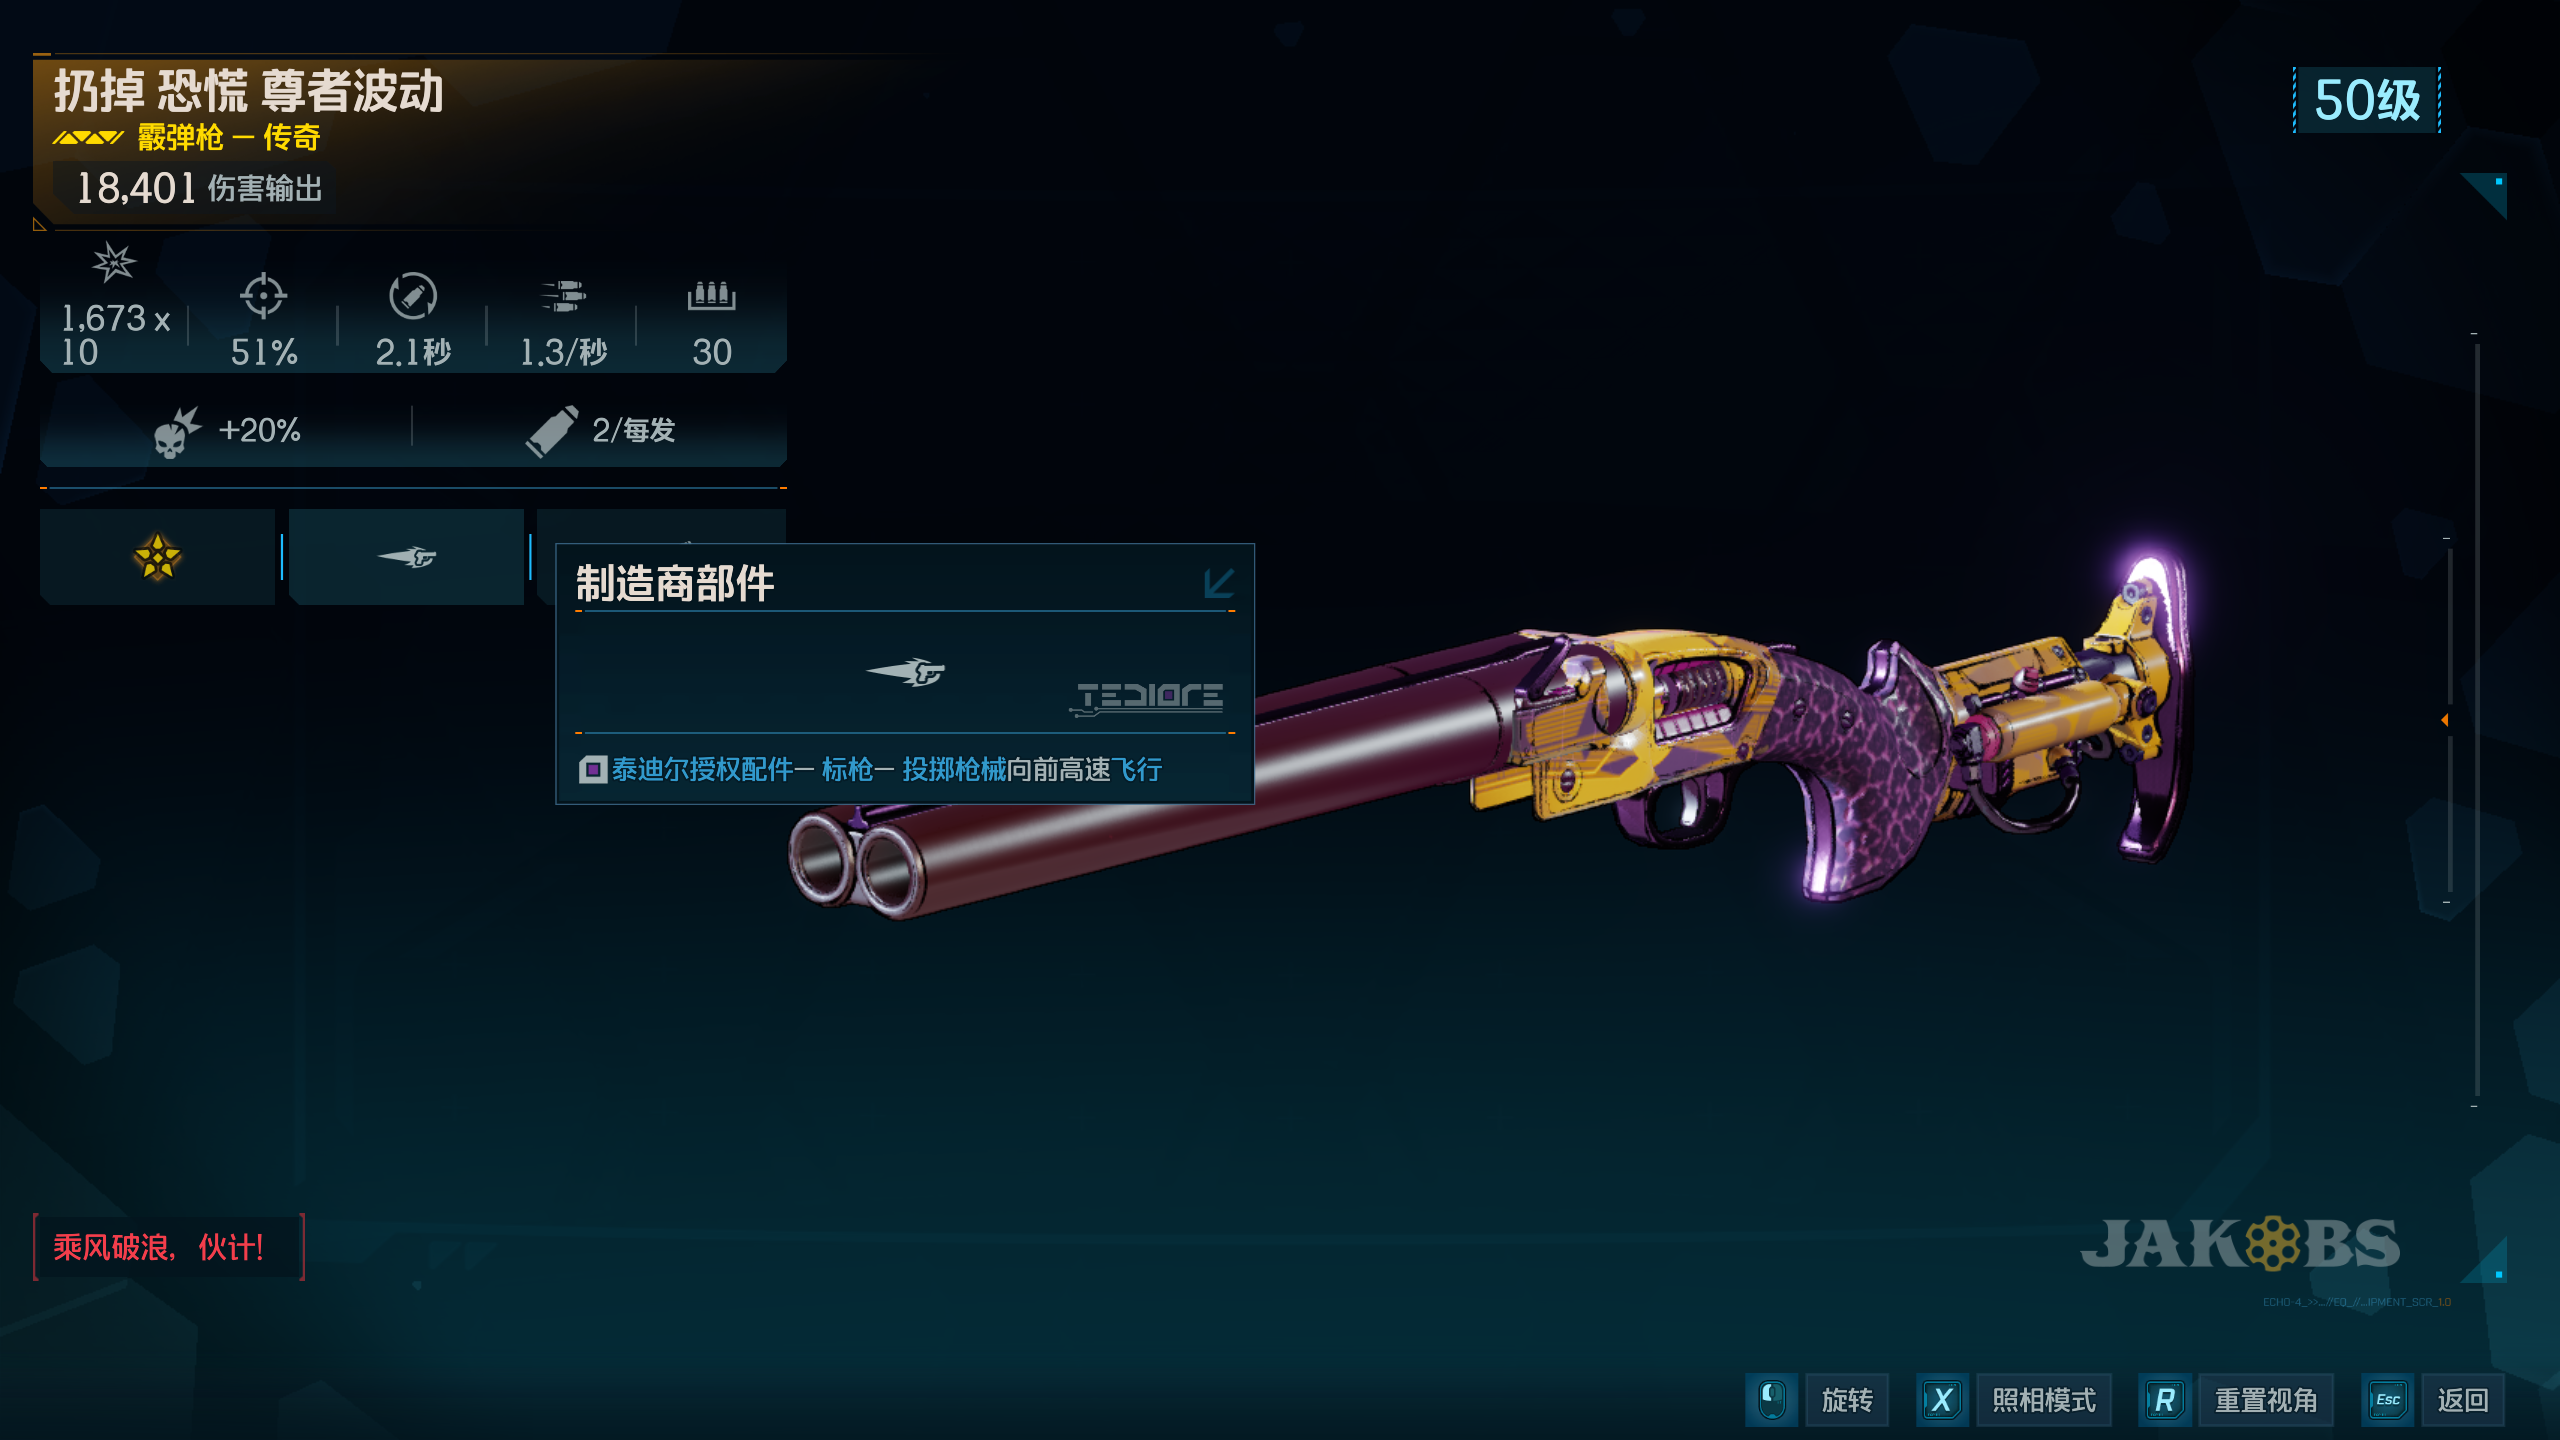 扔掉 恐慌 尊者波动
霰弹枪 — 传奇
18,401 伤害输出
50级
1,673 x
10
51%
2.1秒
1.3/秒
30
+20%
2/每发
制造商部件
TEDIORE
泰迪尔授权配件— 标枪— 投掷枪械向前高速飞行
乘风破浪, 伙计!
JAKOBS
旋转
X 照相模式
R 重置视角
Esc 返回